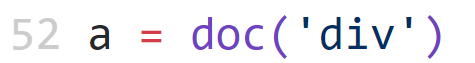 52 a = doc('div')